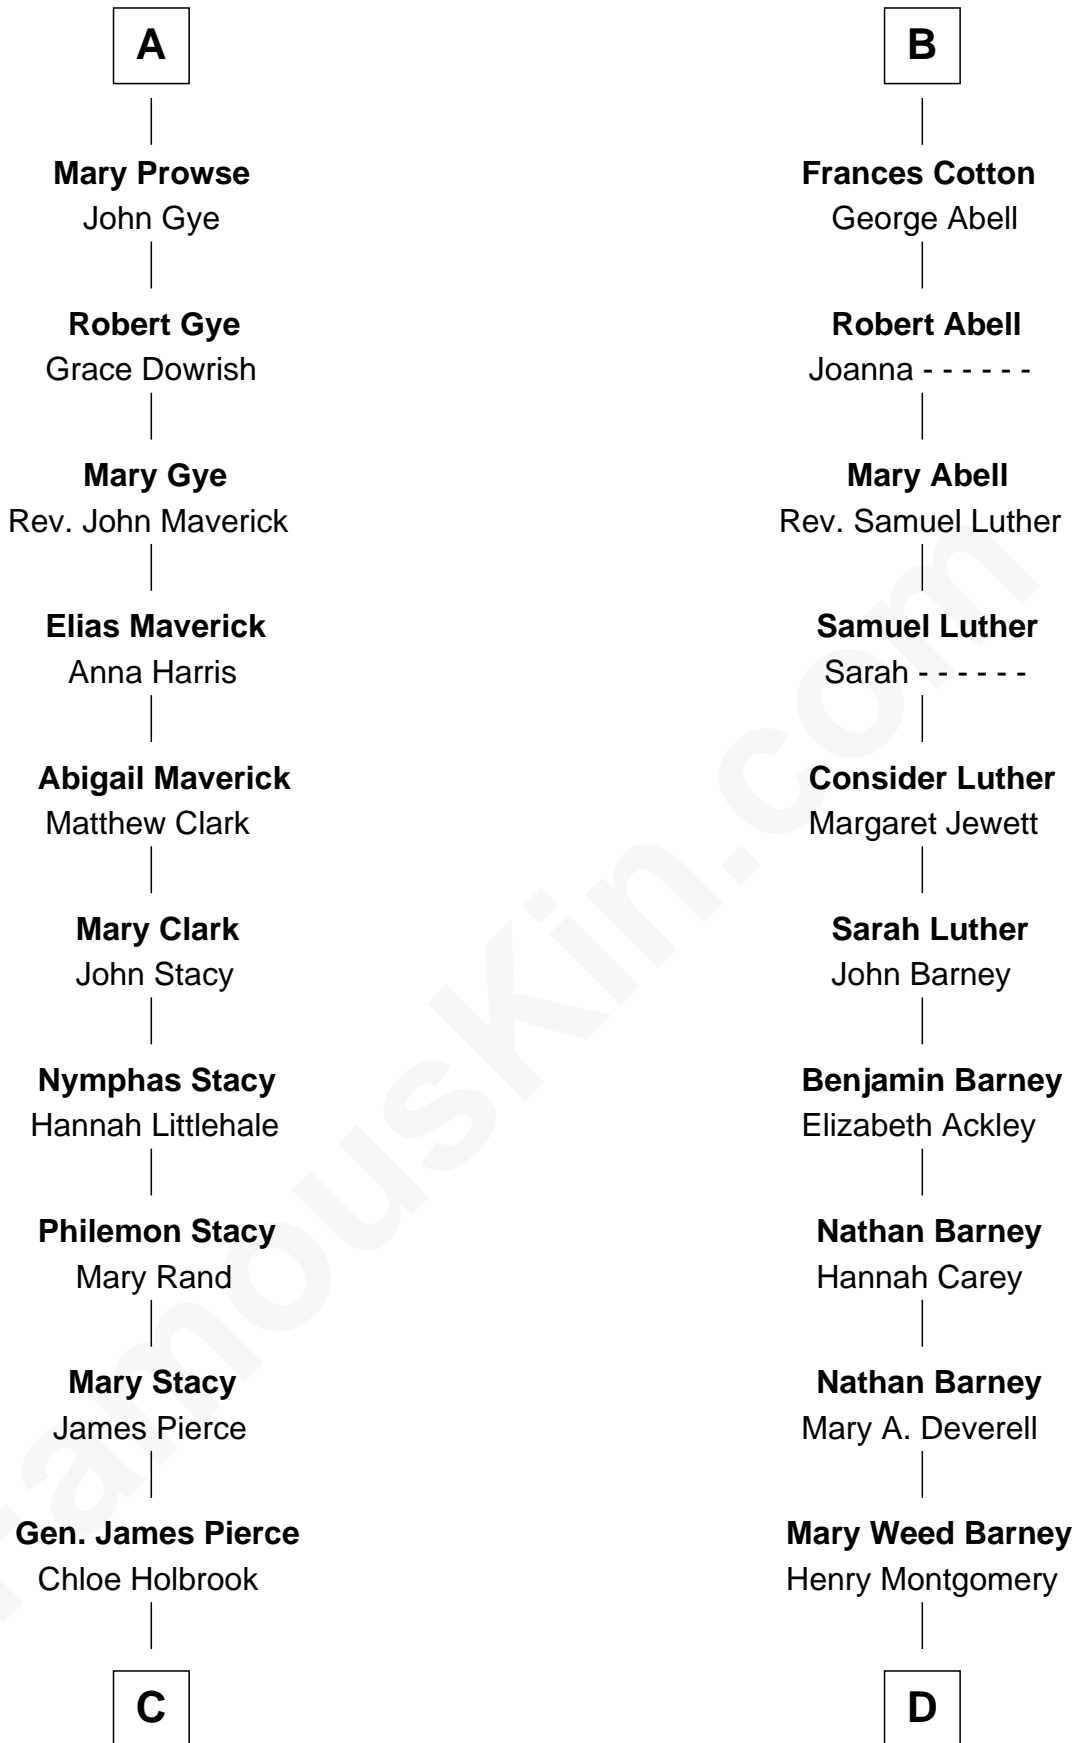 A
Mary Prowse
John Gye
Robert Gye
Grace Dowrish
Mary Gye
Rev. John Maverick
Elias Maverick
Anna Harris
Abigail Maverick
Matthew Clark
Mary Clark
John Stacy
Nymphas Stacy
Hannah Littlehale
Philemon Stacy
Mary Rand
Mary Stacy
James Pierce
Gen. James Pierce
Chloe Holbrook
C
B
Frances Cotton
George Abell
Robert Abell
Joanna - - - - - -
Mary Abell
Rev. Samuel Luther
Samuel Luther
Sarah - - - - - -
Consider Luther
Margaret Jewett
Sarah Luther
John Barney
Benjamin Barney
Elizabeth Ackley
Nathan Barney
Hannah Carey
Nathan Barney
Mary A. Deverell
Mary Weed Barney
Henry Montgomery
D
FamousKin.com